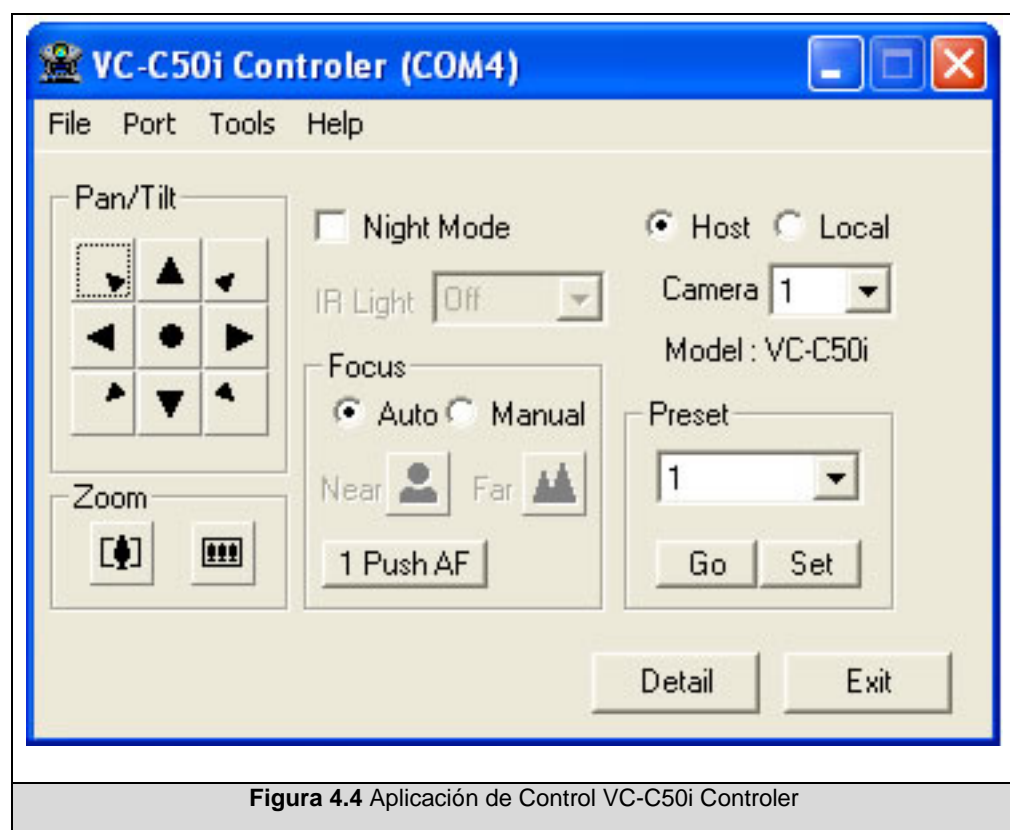 VC-C50i Controler (COM4)
File Port Tools Help
Pan/Tilt
Night Mode
Host Local
IR Light Off
Camera 1
Model : VC-C50i
Focus
Auto Manual
Near Far
1 Push AF
Preset
1
Go Set
Zoom
Detail Exit
Figura 4.4 Aplicación de Control VC-C50i Controler